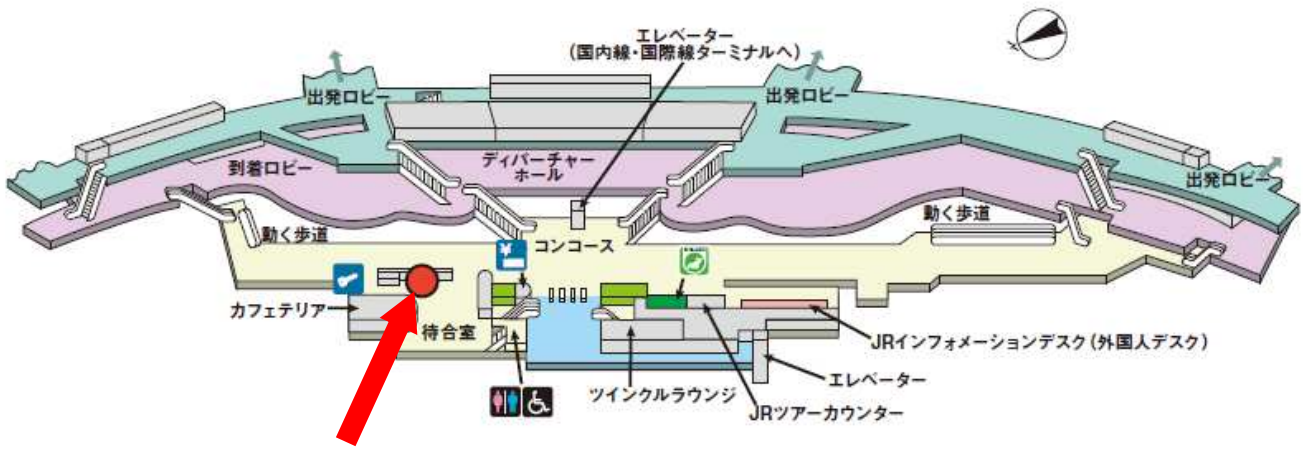 エレベーター
(国内線・国際線ターミナルへ)
出発ロビー
出発ロビー
到着ロビー
ディパーチャー
ホール
出発ロビー
動く歩道
動く歩道
¥
コンコース
カフェテリア
待合室
JRインフォメーションデスク(外国人デスク)
エレベーター
ツインクルラウンジ
JRツアーカウンター